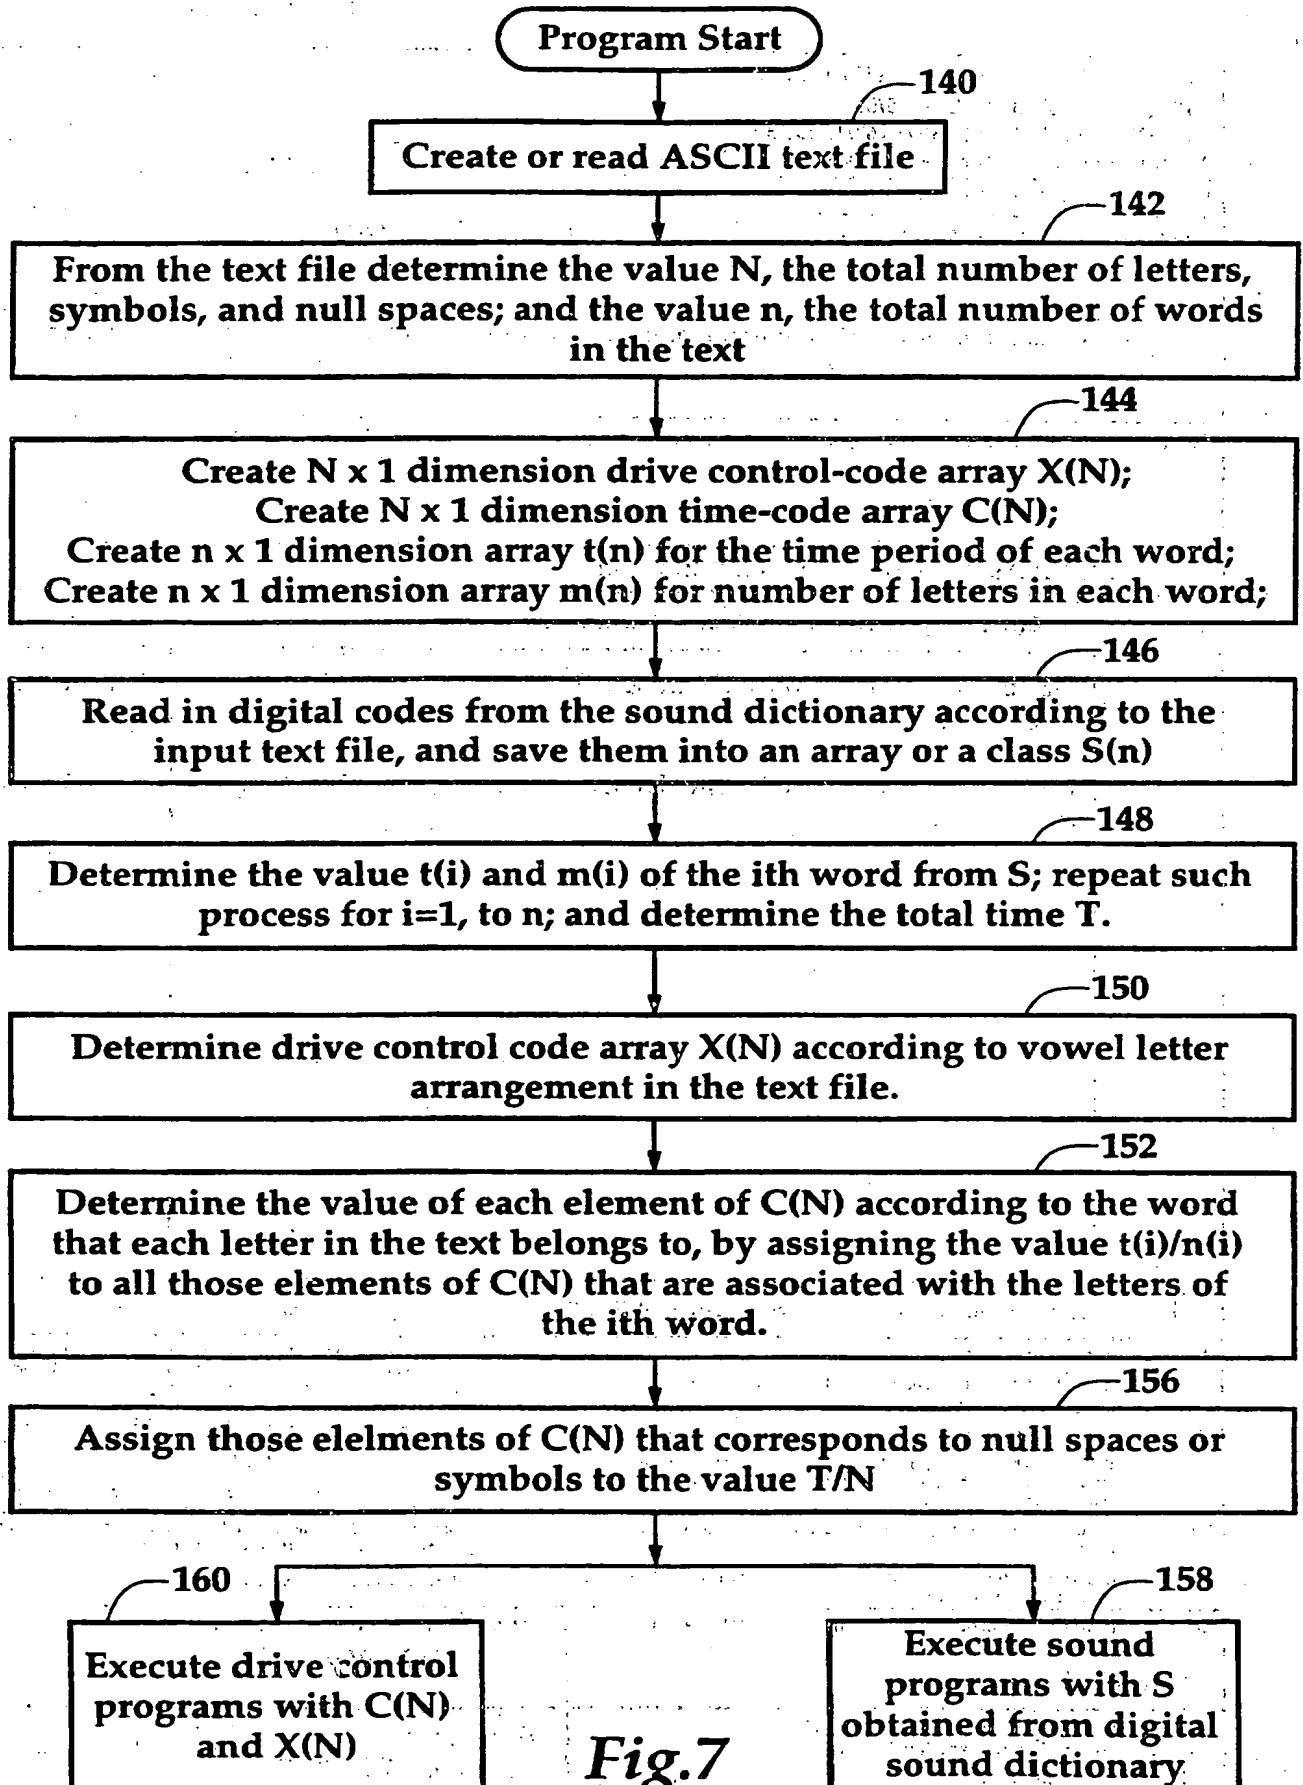 Program Start
140
Create or read ASCII text file
142
From the text file determine the value N, the total number of letters,
symbols, and null spaces; and the value n, the total number of words
in the text
144
Create N x 1 dimension drive control-code array X(N);
Create N x 1 dimension time-code array C(N);
Create n x 1 dimension array t(n) for the time period of each word;
Create n x 1 dimension array m(n) for number of letters in each word;
146
Read in digital codes from the sound dictionary according to the
input text file, and save them into an array or a class S(n)
148
Determine the value t(i) and m(i) of the ith word from S; repeat such
process for i=1, to n; and determine the total time T.
150
Determine drive control code array X(N) according to vowel letter
arrangement in the text file.
152
Determine the value of each element of C(N) according to the word
that each letter in the text belongs to, by assigning the value t(i)/n(i)
to all those elements of C(N) that are associated with the letters of
the ith word.
156
Assign those elelments of C(N) that corresponds to null spaces or
symbols to the value T/N
160
Execute drive control
programs with C(N)
and X(N)
158
Execute sound
programs with S
obtained from digital
sound dictionary
Fig.7